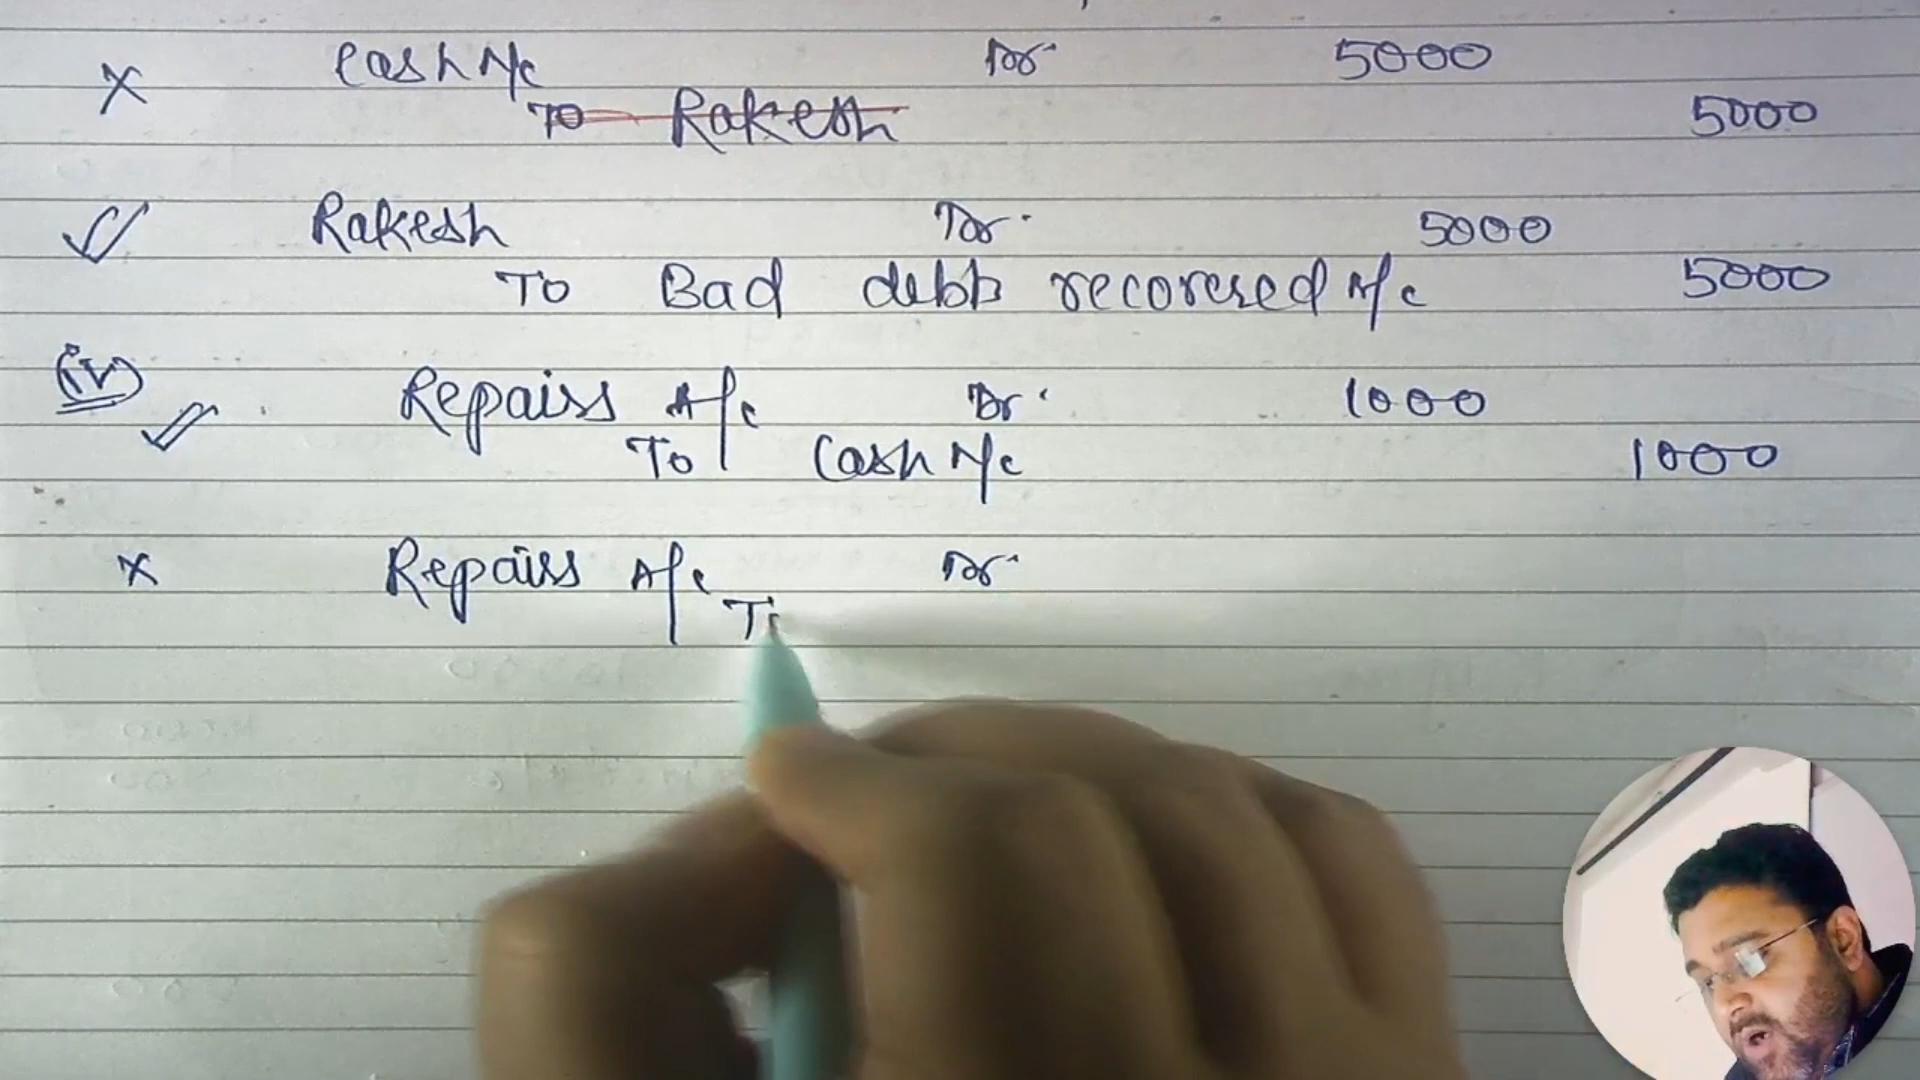 X Cash A/c Dr. 5000
To Rakesh 5000
✓ Rakesh Dr. 5000
To Bad debts recovered A/c 5000
(iv)
✓ Repairs A/c Dr. 1000
To Cash A/c 1000
X Repairs A/c Dr.
To